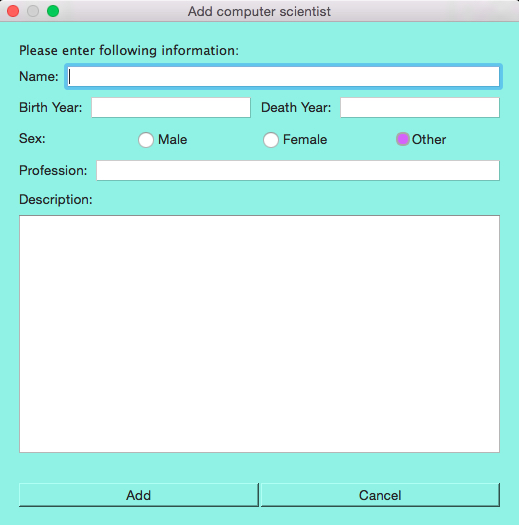 Add computer scientist
Please enter following information:
Name:
Birth Year: Death Year:
Sex: Male Female Other
Profession:
Description:
Add Cancel